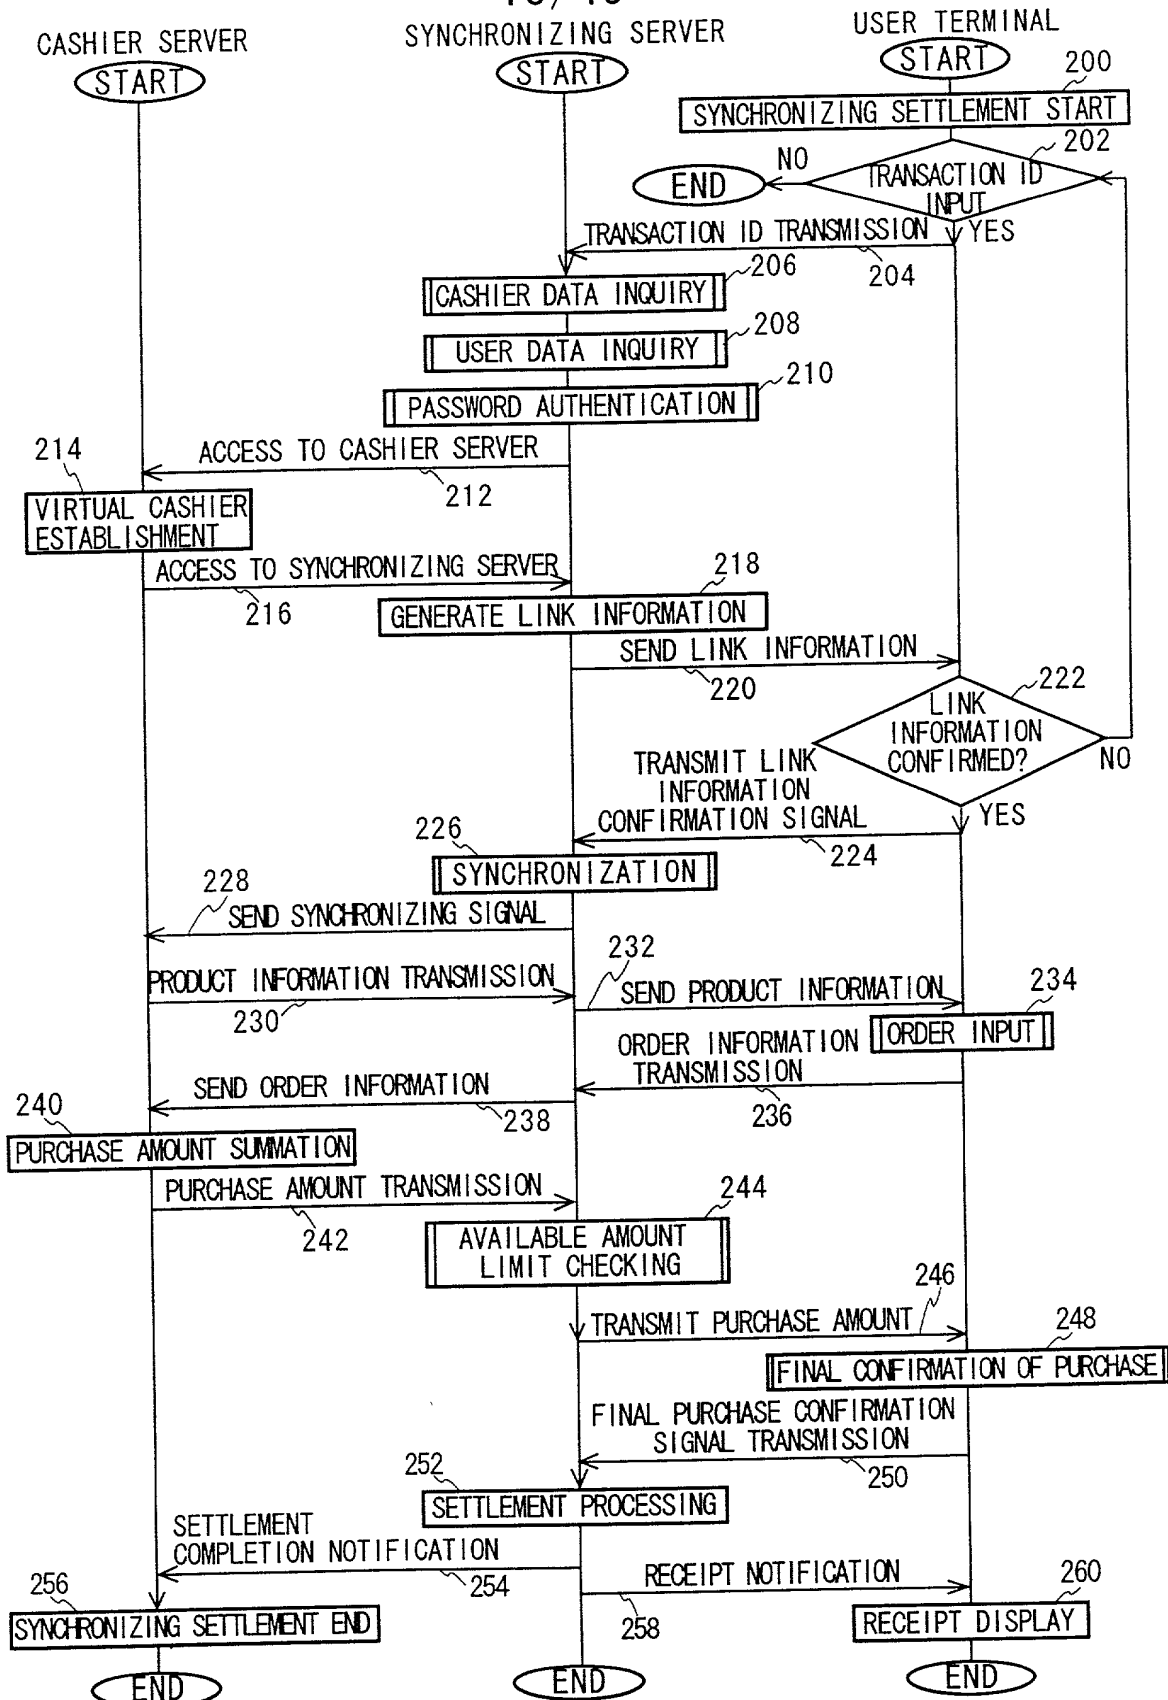 CASHIER SERVER
SYNCHRONIZING SERVER
USER TERMINAL
START
START
START
200
SYNCHRONIZING SETTLEMENT START
202
NO
TRANSACTION ID
INPUT
END
YES
TRANSACTION ID TRANSMISSION
204
206
CASHIER DATA INQUIRY
208
USER DATA INQUIRY
210
PASSWORD AUTHENTICATION
ACCESS TO CASHIER SERVER
212
214
VIRTUAL CASHIER
ESTABLISHMENT
ACCESS TO SYNCHRONIZING SERVER
216
218
GENERATE LINK INFORMATION
SEND LINK INFORMATION
220
222
LINK
INFORMATION
CONFIRMED?
NO
YES
TRANSMIT LINK
INFORMATION
CONFIRMATION SIGNAL
224
226
SYNCHRONIZATION
228
SEND SYNCHRONIZING SIGNAL
PRODUCT INFORMATION TRANSMISSION
230
232
SEND PRODUCT INFORMATION
234
ORDER INPUT
ORDER INFORMATION
TRANSMISSION
236
SEND ORDER INFORMATION
238
240
PURCHASE AMOUNT SUMMATION
PURCHASE AMOUNT TRANSMISSION
242
244
AVAILABLE AMOUNT
LIMIT CHECKING
246
TRANSMIT PURCHASE AMOUNT
248
FINAL CONFIRMATION OF PURCHASE
FINAL PURCHASE CONFIRMATION
SIGNAL TRANSMISSION
250
252
SETTLEMENT PROCESSING
SETTLEMENT
COMPLETION NOTIFICATION
254
RECEIPT NOTIFICATION
258
256
SYNCHRONIZING SETTLEMENT END
260
RECEIPT DISPLAY
END
END
END